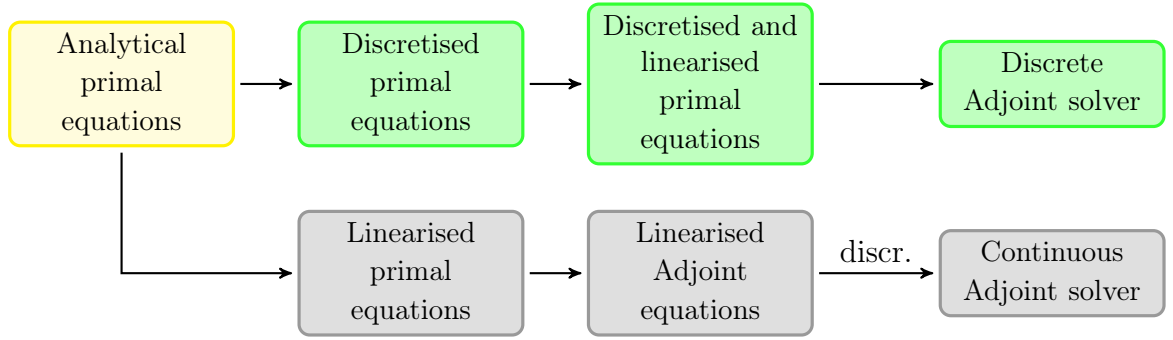 Analytical
primal
equations
Discretised
primal
equations
Discretised and
linearised
primal
equations
Discrete
Adjoint solver
Linearised
primal
equations
Linearised
Adjoint
equations
discr.
Continuous
Adjoint solver